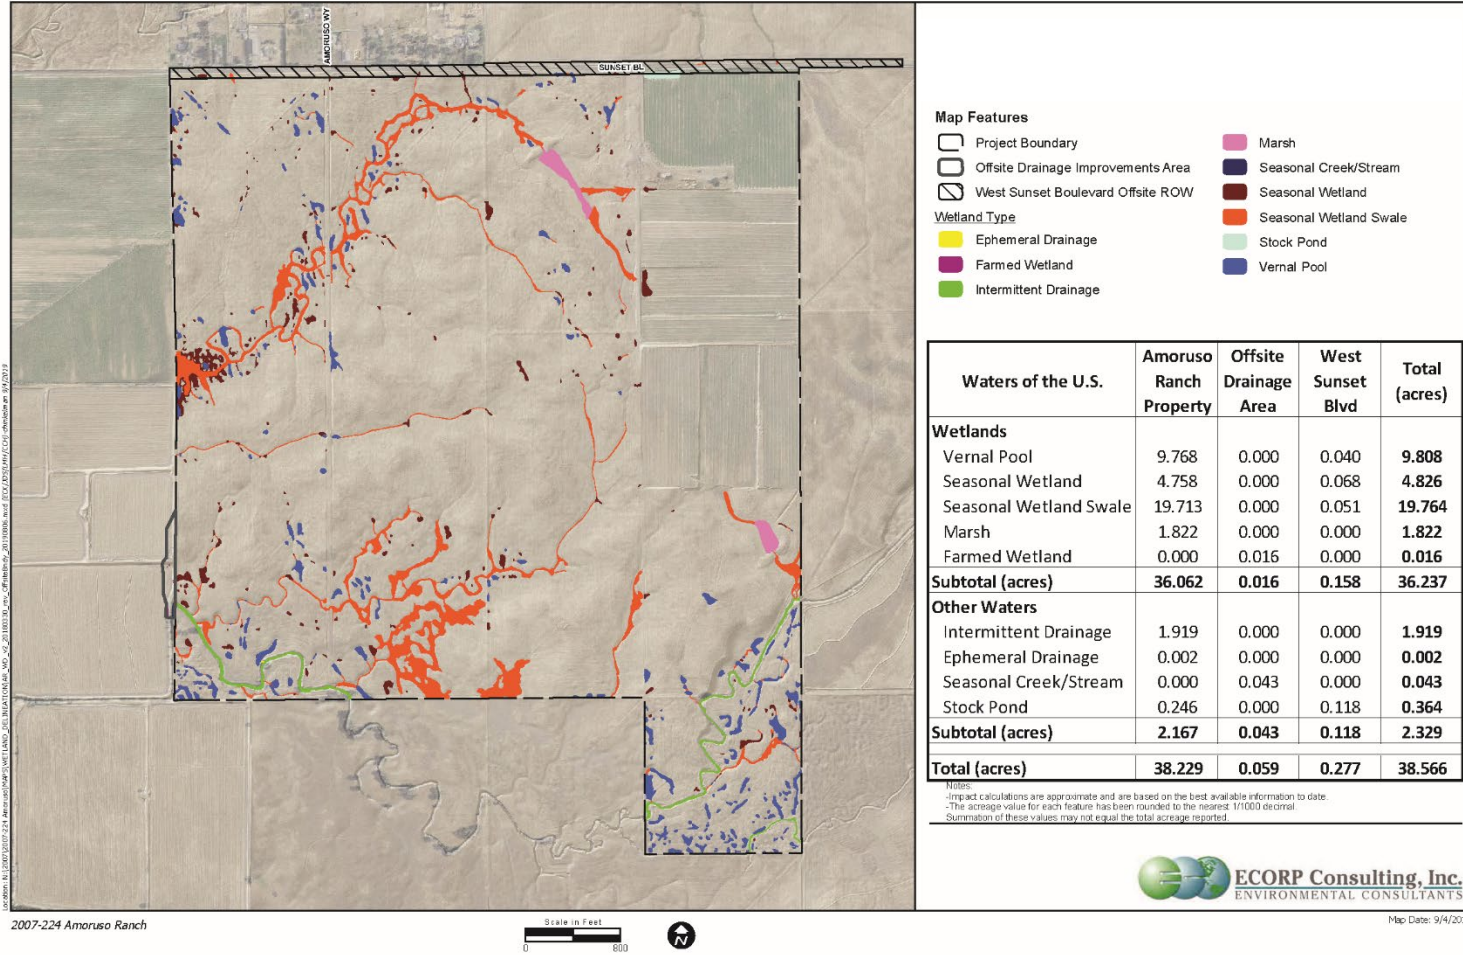 AMORUSO WY
SUNSET BL
Map Features
Project Boundary
Offsite Drainage Improvements Area
West Sunset Boulevard Offsite ROW
Wetland Type
Ephemeral Drainage
Farmed Wetland
Intermittent Drainage
Marsh
Seasonal Creek/Stream
Seasonal Wetland
Seasonal Wetland Swale
Stock Pond
Vernal Pool
Waters of the U.S. Amoruso Ranch Property Offsite Drainage Area West Sunset Blvd Total (acres)
Wetlands
Vernal Pool 9.768 0.000 0.040 9.808
Seasonal Wetland 4.758 0.000 0.068 4.826
Seasonal Wetland Swale 19.713 0.000 0.051 19.764
Marsh 1.822 0.000 0.000 1.822
Farmed Wetland 0.000 0.016 0.000 0.016
Subtotal (acres) 36.062 0.016 0.158 36.237
Other Waters
Intermittent Drainage 1.919 0.000 0.000 1.919
Ephemeral Drainage 0.002 0.000 0.000 0.002
Seasonal Creek/Stream 0.000 0.043 0.000 0.043
Stock Pond 0.246 0.000 0.118 0.364
Subtotal (acres) 2.167 0.043 0.118 2.329
Total (acres) 38.229 0.059 0.277 38.566
Notes:
-Impact calculations are approximate and are based on the best available information to date.
-The acreage value for each feature has been rounded to the nearest 1/1000 decimal.
Summation of these values may not equal the total acreage reported.
ECORP Consulting, Inc.
ENVIRONMENTAL CONSULTANTS
2007-224 Amoruso Ranch
Scale in Feet
0 800
N
Map Date: 9/4/20